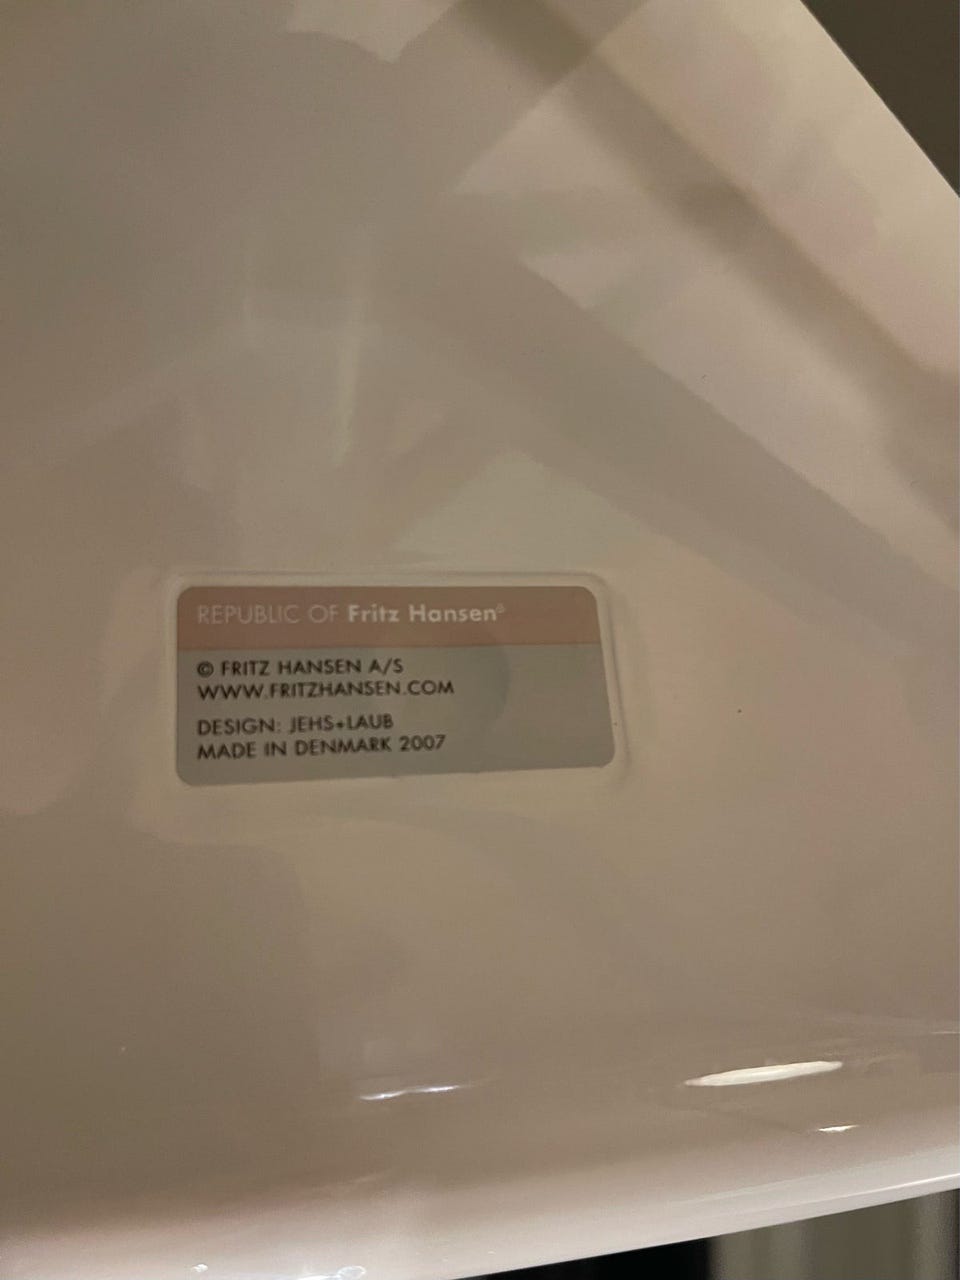 REPUBLIC OF Fritz Hansen®
© FRITZ HANSEN A/S
WWW.FRITZHANSEN.COM
DESIGN: JEHS+LAUB
MADE IN DENMARK 2007